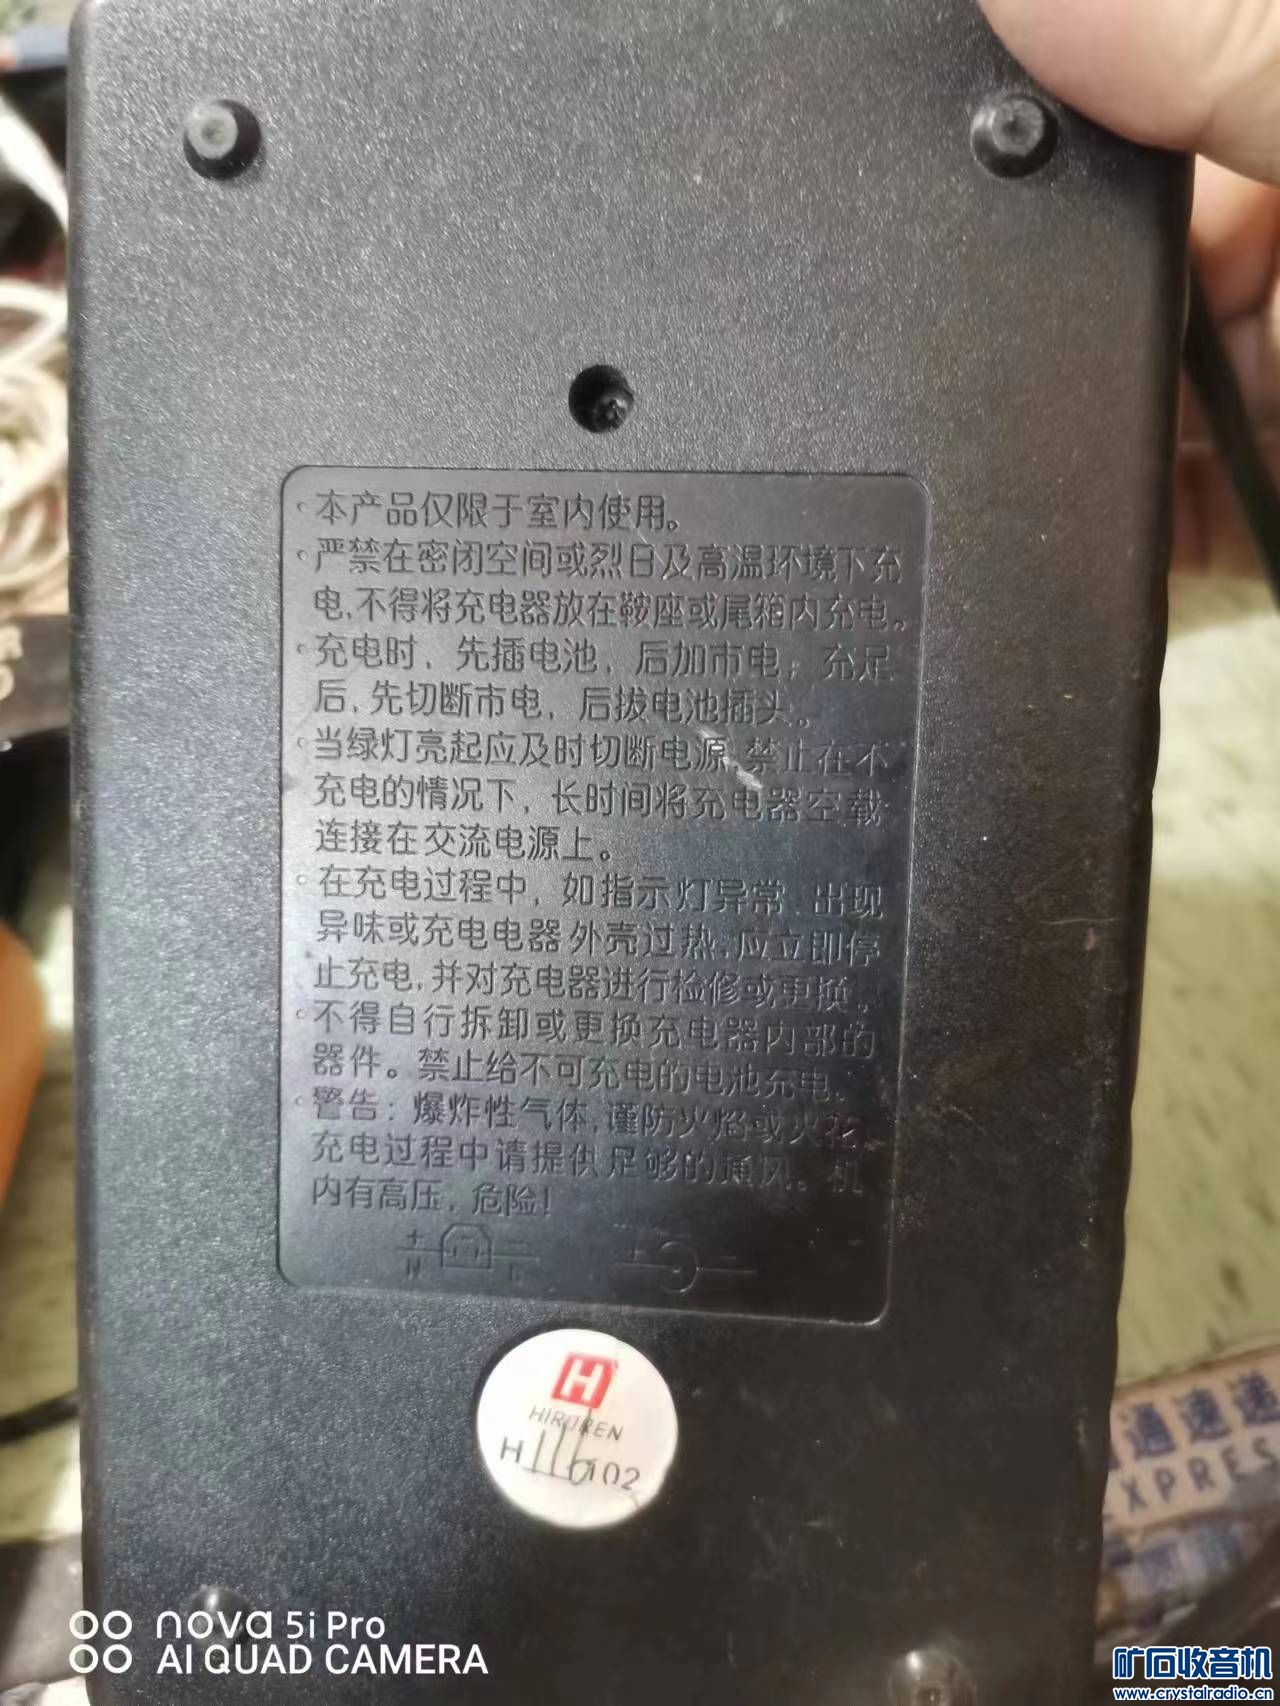 ◦本产品仅限于室内使用。
◦严禁在密闭空间或烈日及高温环境下充
电,不得将充电器放在鞍座或尾箱内充电。
◦充电时，先插电池，后加市电；充足
后,先切断市电，后拔电池插头。
◦当绿灯亮起应及时切断电源,禁止在不
充电的情况下，长时间将充电器空载
连接在交流电源上。
◦在充电过程中，如指示灯异常、出现
异味或充电电器外壳过热,应立即停
止充电,并对充电器进行检修或更换。
◦不得自行拆卸或更换充电器内部的
器件。禁止给不可充电的电池充电.
◦警告：爆炸性气体,谨防火焰或火花.
充电过程中请提供足够的通风。机
内有高压，危险!
+ − + −
N L
H
HIRUREN
H 116 102
通速递
EXPRES
nova 5i Pro
AI QUAD CAMERA
矿石收音机
www.crystalradio.cn